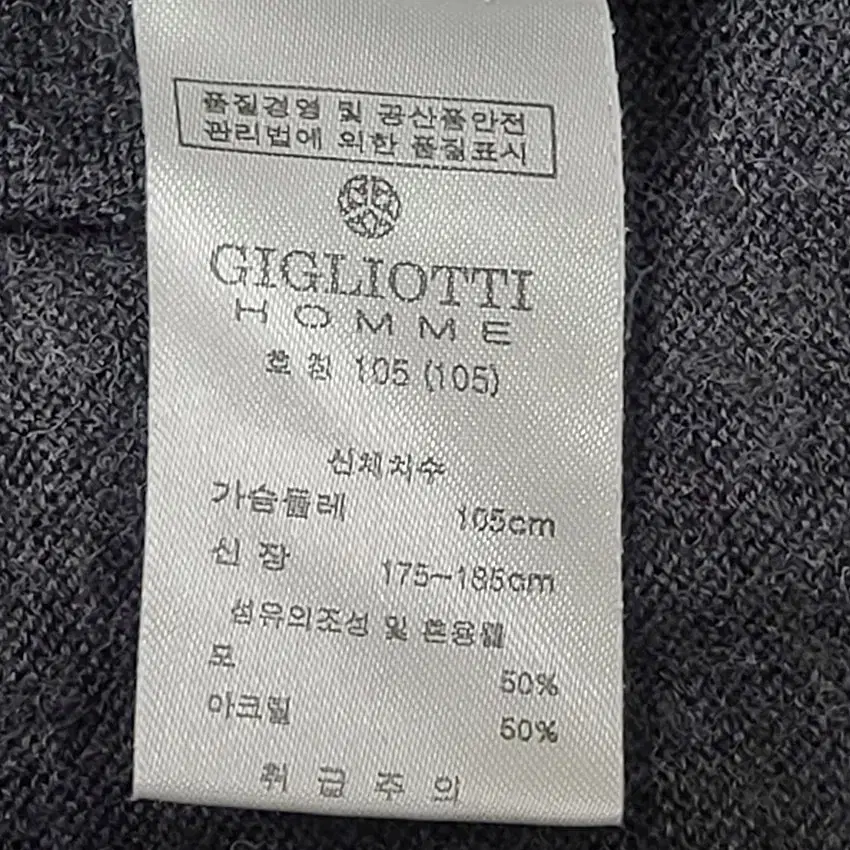 품질경영 및 공산품안전
관리법에 의한 품질표시
GIGLIOTTI
HOMME
호 칭 105 (105)
신체치수
가슴둘레 105cm
신 장 175-185cm
섬유의조성 및 혼용률
모 50%
아크릴 50%
취 급 주 의